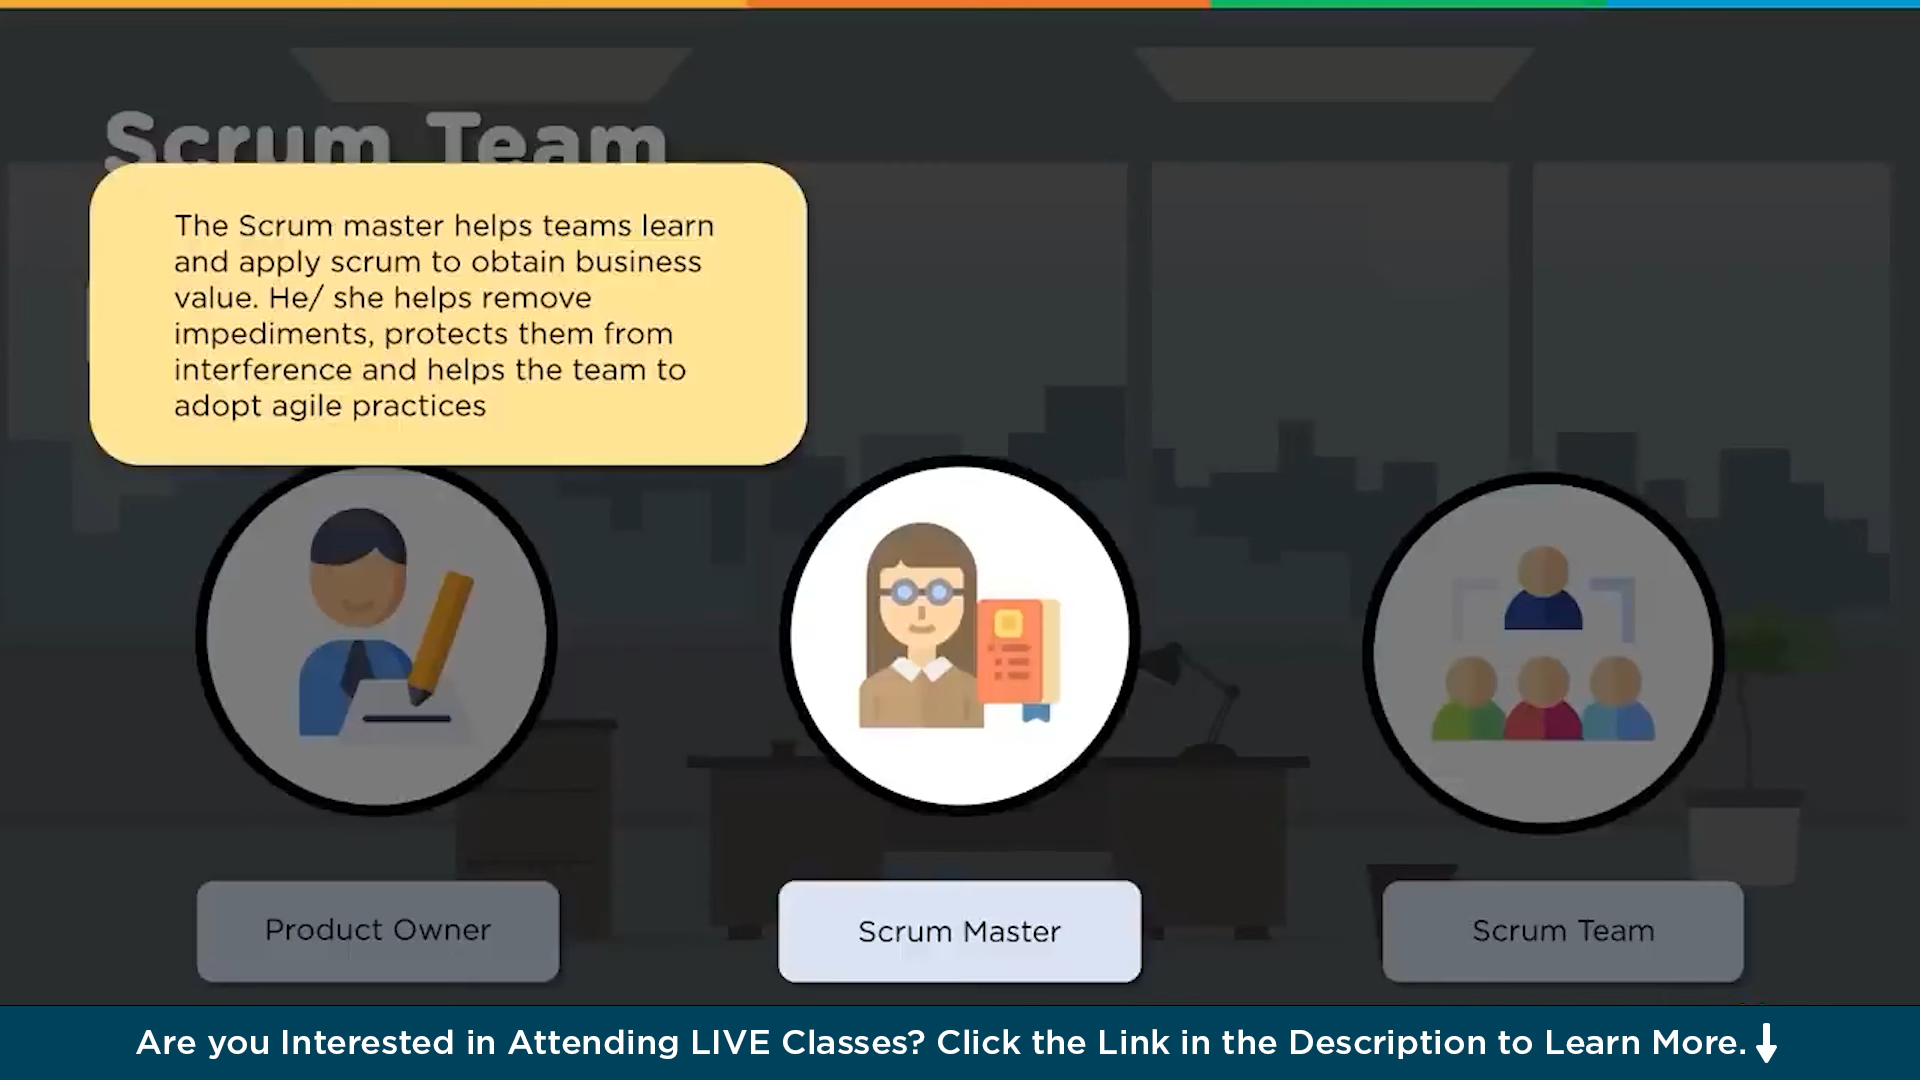 Scrum Team
The Scrum master helps teams learn
and apply scrum to obtain business
value. He/ she helps remove
impediments, protects them from
interference and helps the team to
adopt agile practices
Product Owner
Scrum Master
Scrum Team
Are you Interested in Attending LIVE Classes? Click the Link in the Description to Learn More.